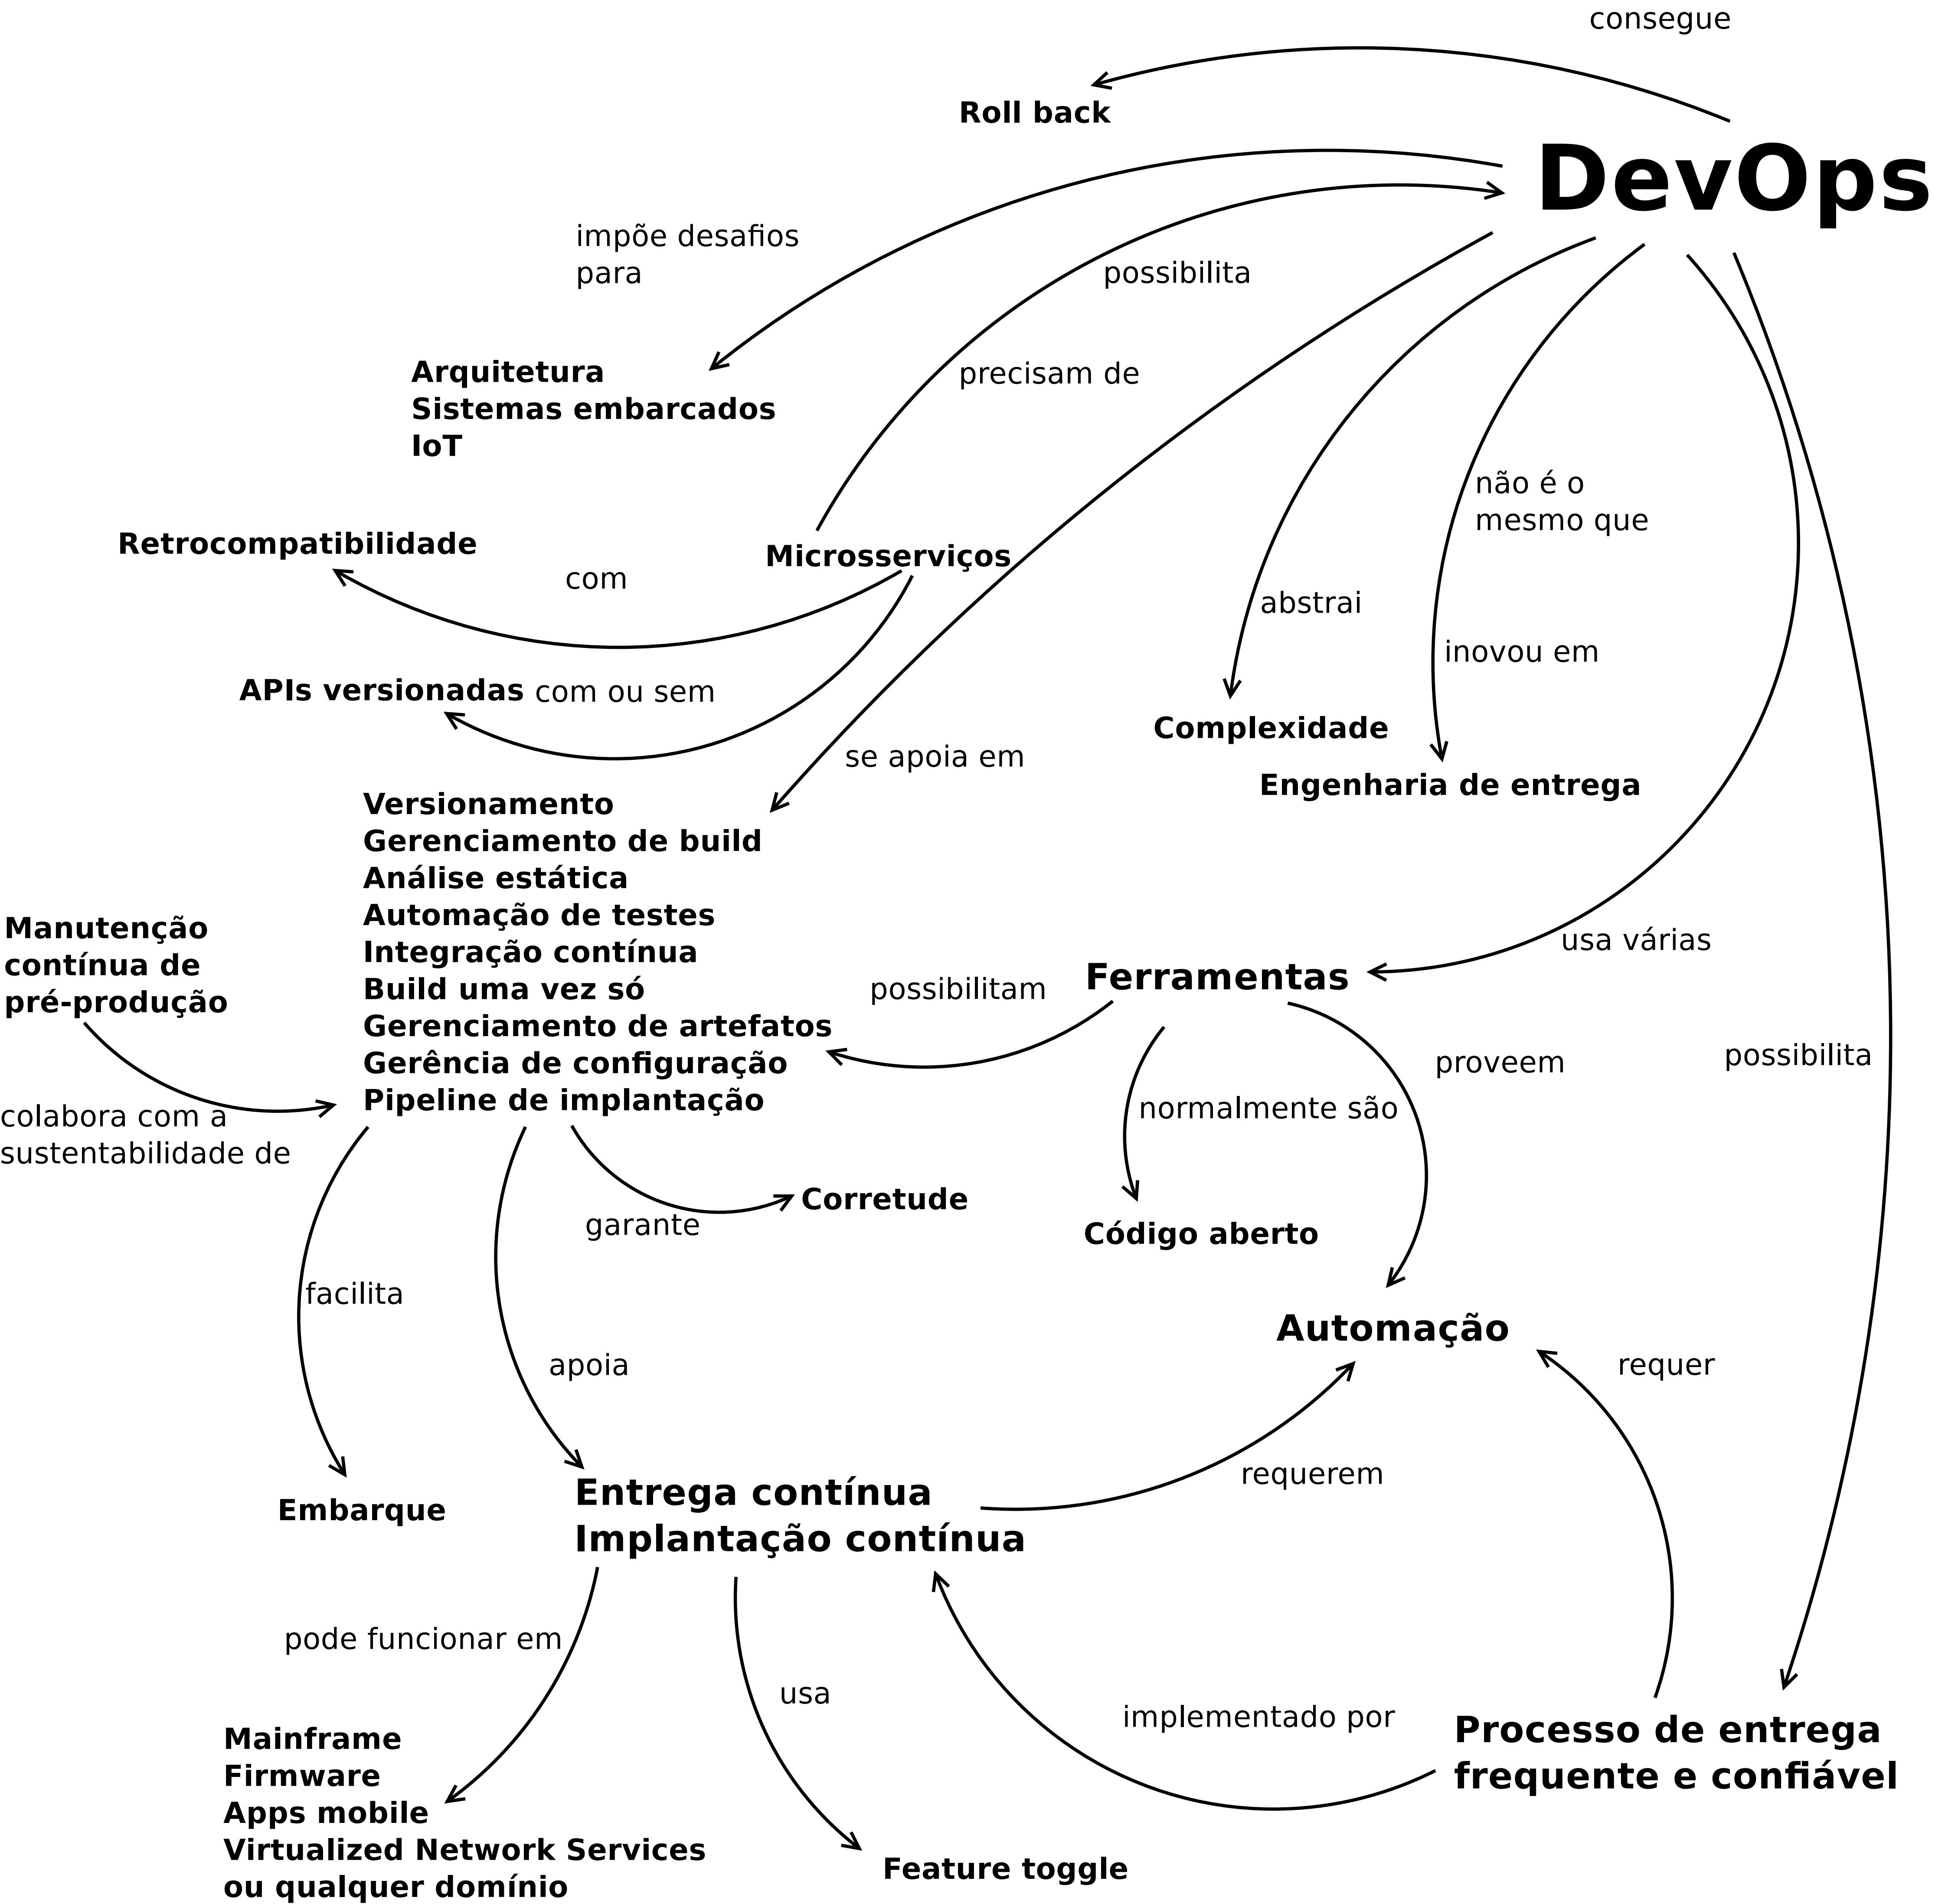 consegue
Roll back
DevOps
impõe desafios
para
possibilita
precisam de
Arquitetura
Sistemas embarcados
IoT
não é o
mesmo que
Retrocompatibilidade
Microsserviços
com
abstrai
inovou em
APIs versionadas
com ou sem
Complexidade
se apoia em
Engenharia de entrega
Versionamento
Gerenciamento de build
Análise estática
Automação de testes
Integração contínua
Build uma vez só
Gerenciamento de artefatos
Gerência de configuração
Pipeline de implantação
Manutenção
contínua de
pré-produção
usa várias
Ferramentas
possibilitam
possibilita
proveem
normalmente são
colabora com a
sustentabilidade de
Corretude
garante
Código aberto
facilita
Automação
apoia
requer
requerem
Entrega contínua
Implantação contínua
Embarque
pode funcionar em
usa
implementado por
Processo de entrega
frequente e confiável
Mainframe
Firmware
Apps mobile
Virtualized Network Services
ou qualquer domínio
Feature toggle